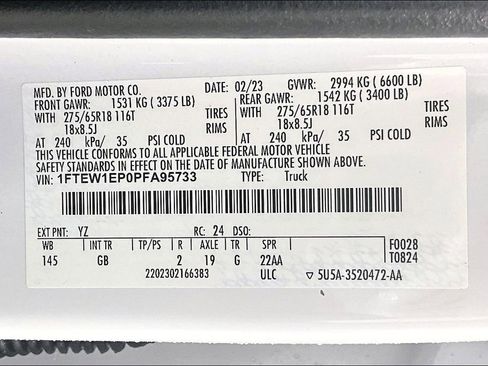 MFD. BY FORD MOTOR CO. DATE: 02/23 GVWR: 2994 KG (6600 LB)
FRONT GAWR: 1531 KG (3375 LB) REAR GAWR: 1542 KG (3400 LB)
WITH 275/65R18 116T TIRES WITH 275/65R18 116T TIRES
18x8.5J RIMS 18x8.5J RIMS
AT 240 kPa/ 35 PSI COLD AT 240 kPa/ 35 PSI COLD
THIS VEHICLE CONFORMS TO ALL APPLICABLE FEDERAL MOTOR VEHICLE
SAFETY STANDARDS IN EFFECT ON THE DATE OF MANUFACTURE SHOWN ABOVE.
VIN: 1FTEW1EP0PFA95733 TYPE: Truck
EXT PNT: YZ RC: 24 DSO: F0028
WB INT TR TP/PS R AXLE TR SPR T0824
145 GB 2 19 G 22AA
2202302166383 ULC 5U5A-3520472-AA